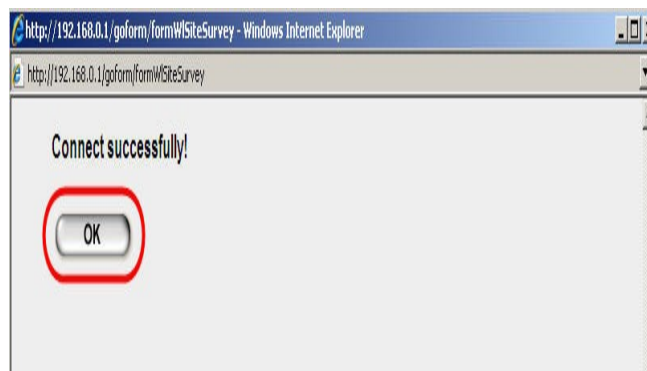 http://192.168.0.1/goform/formWlSiteSurvey - Windows Internet Explorer
http://192.168.0.1/goform/formWlSiteSurvey
Connect successfully!
OK